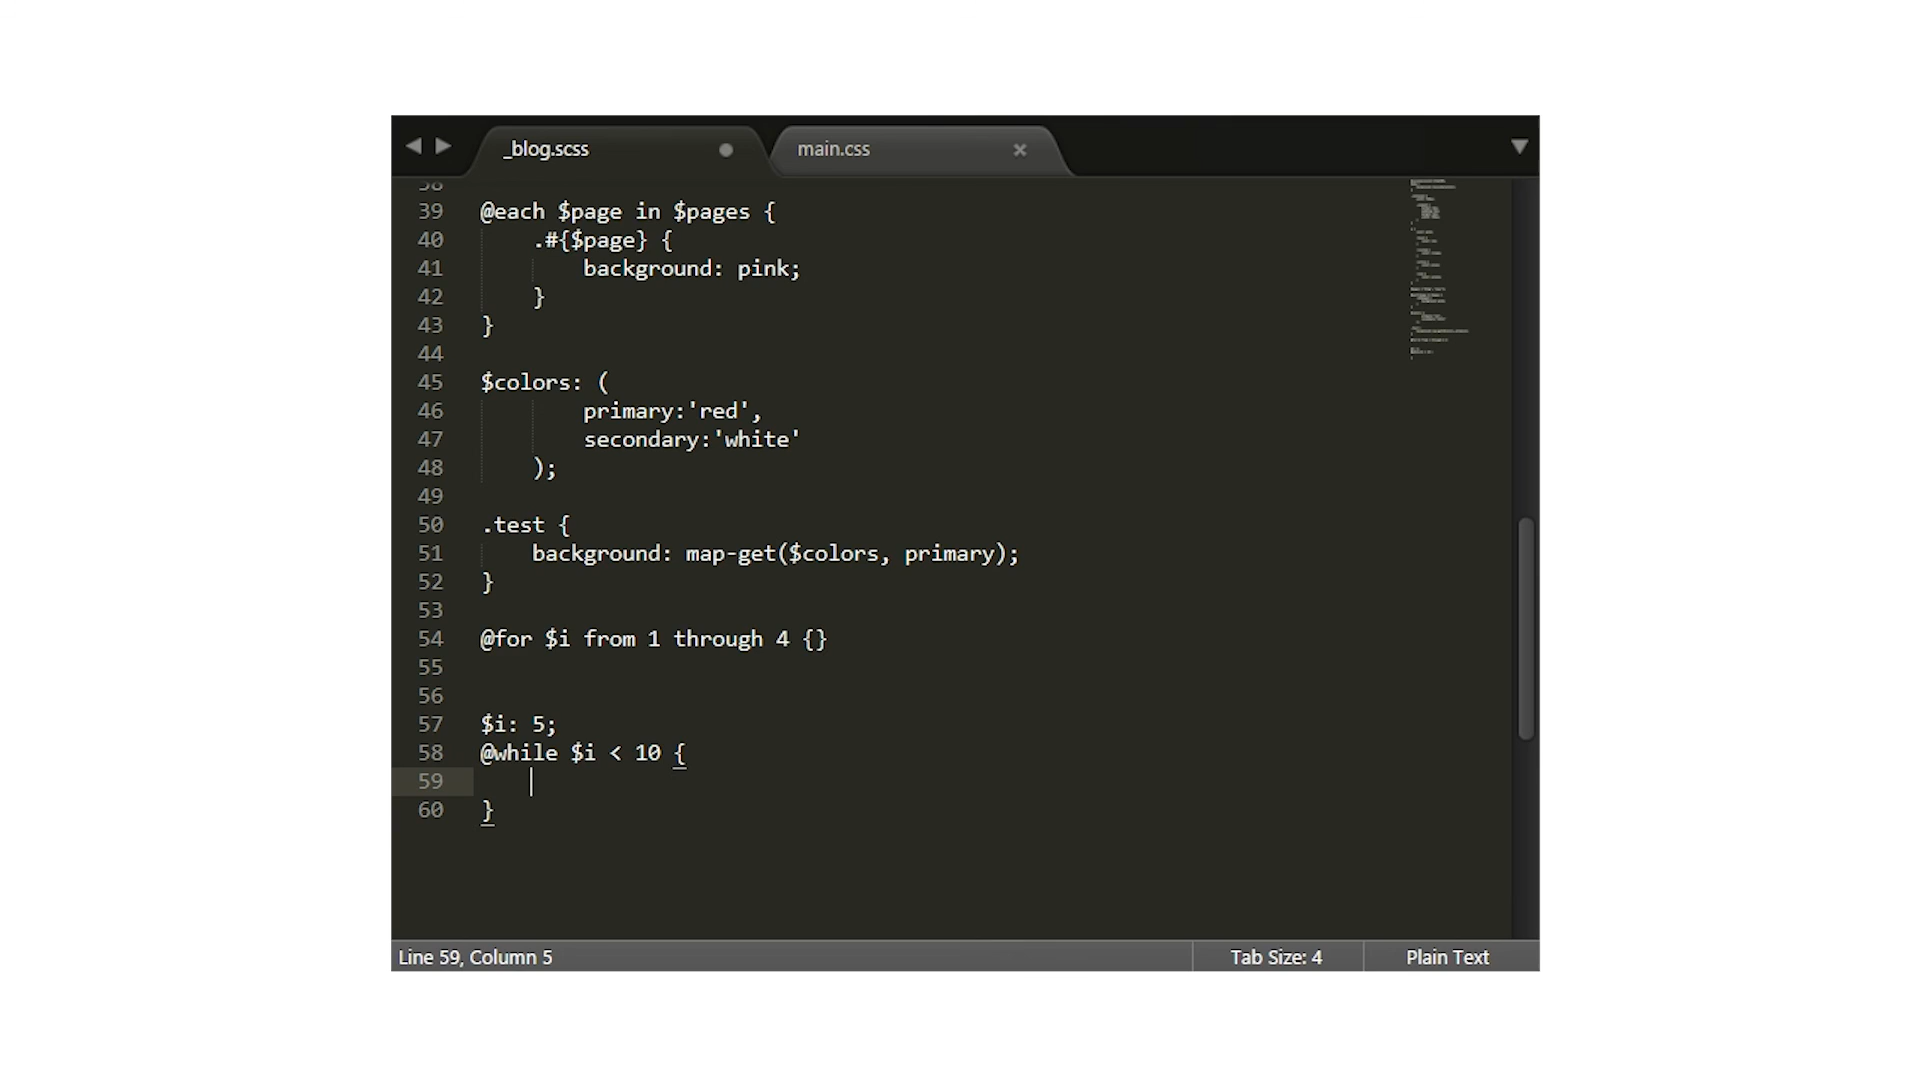 _blog.scss
main.css
38
39 @each $page in $pages {
40 .#{$page} {
41 background: pink;
42 }
43 }
44
45 $colors: (
46 primary:'red',
47 secondary:'white'
48 );
49
50 .test {
51 background: map-get($colors, primary);
52 }
53
54 @for $i from 1 through 4 {}
55
56
57 $i: 5;
58 @while $i < 10 {
59
60 }
Line 59, Column 5
Tab Size: 4
Plain Text